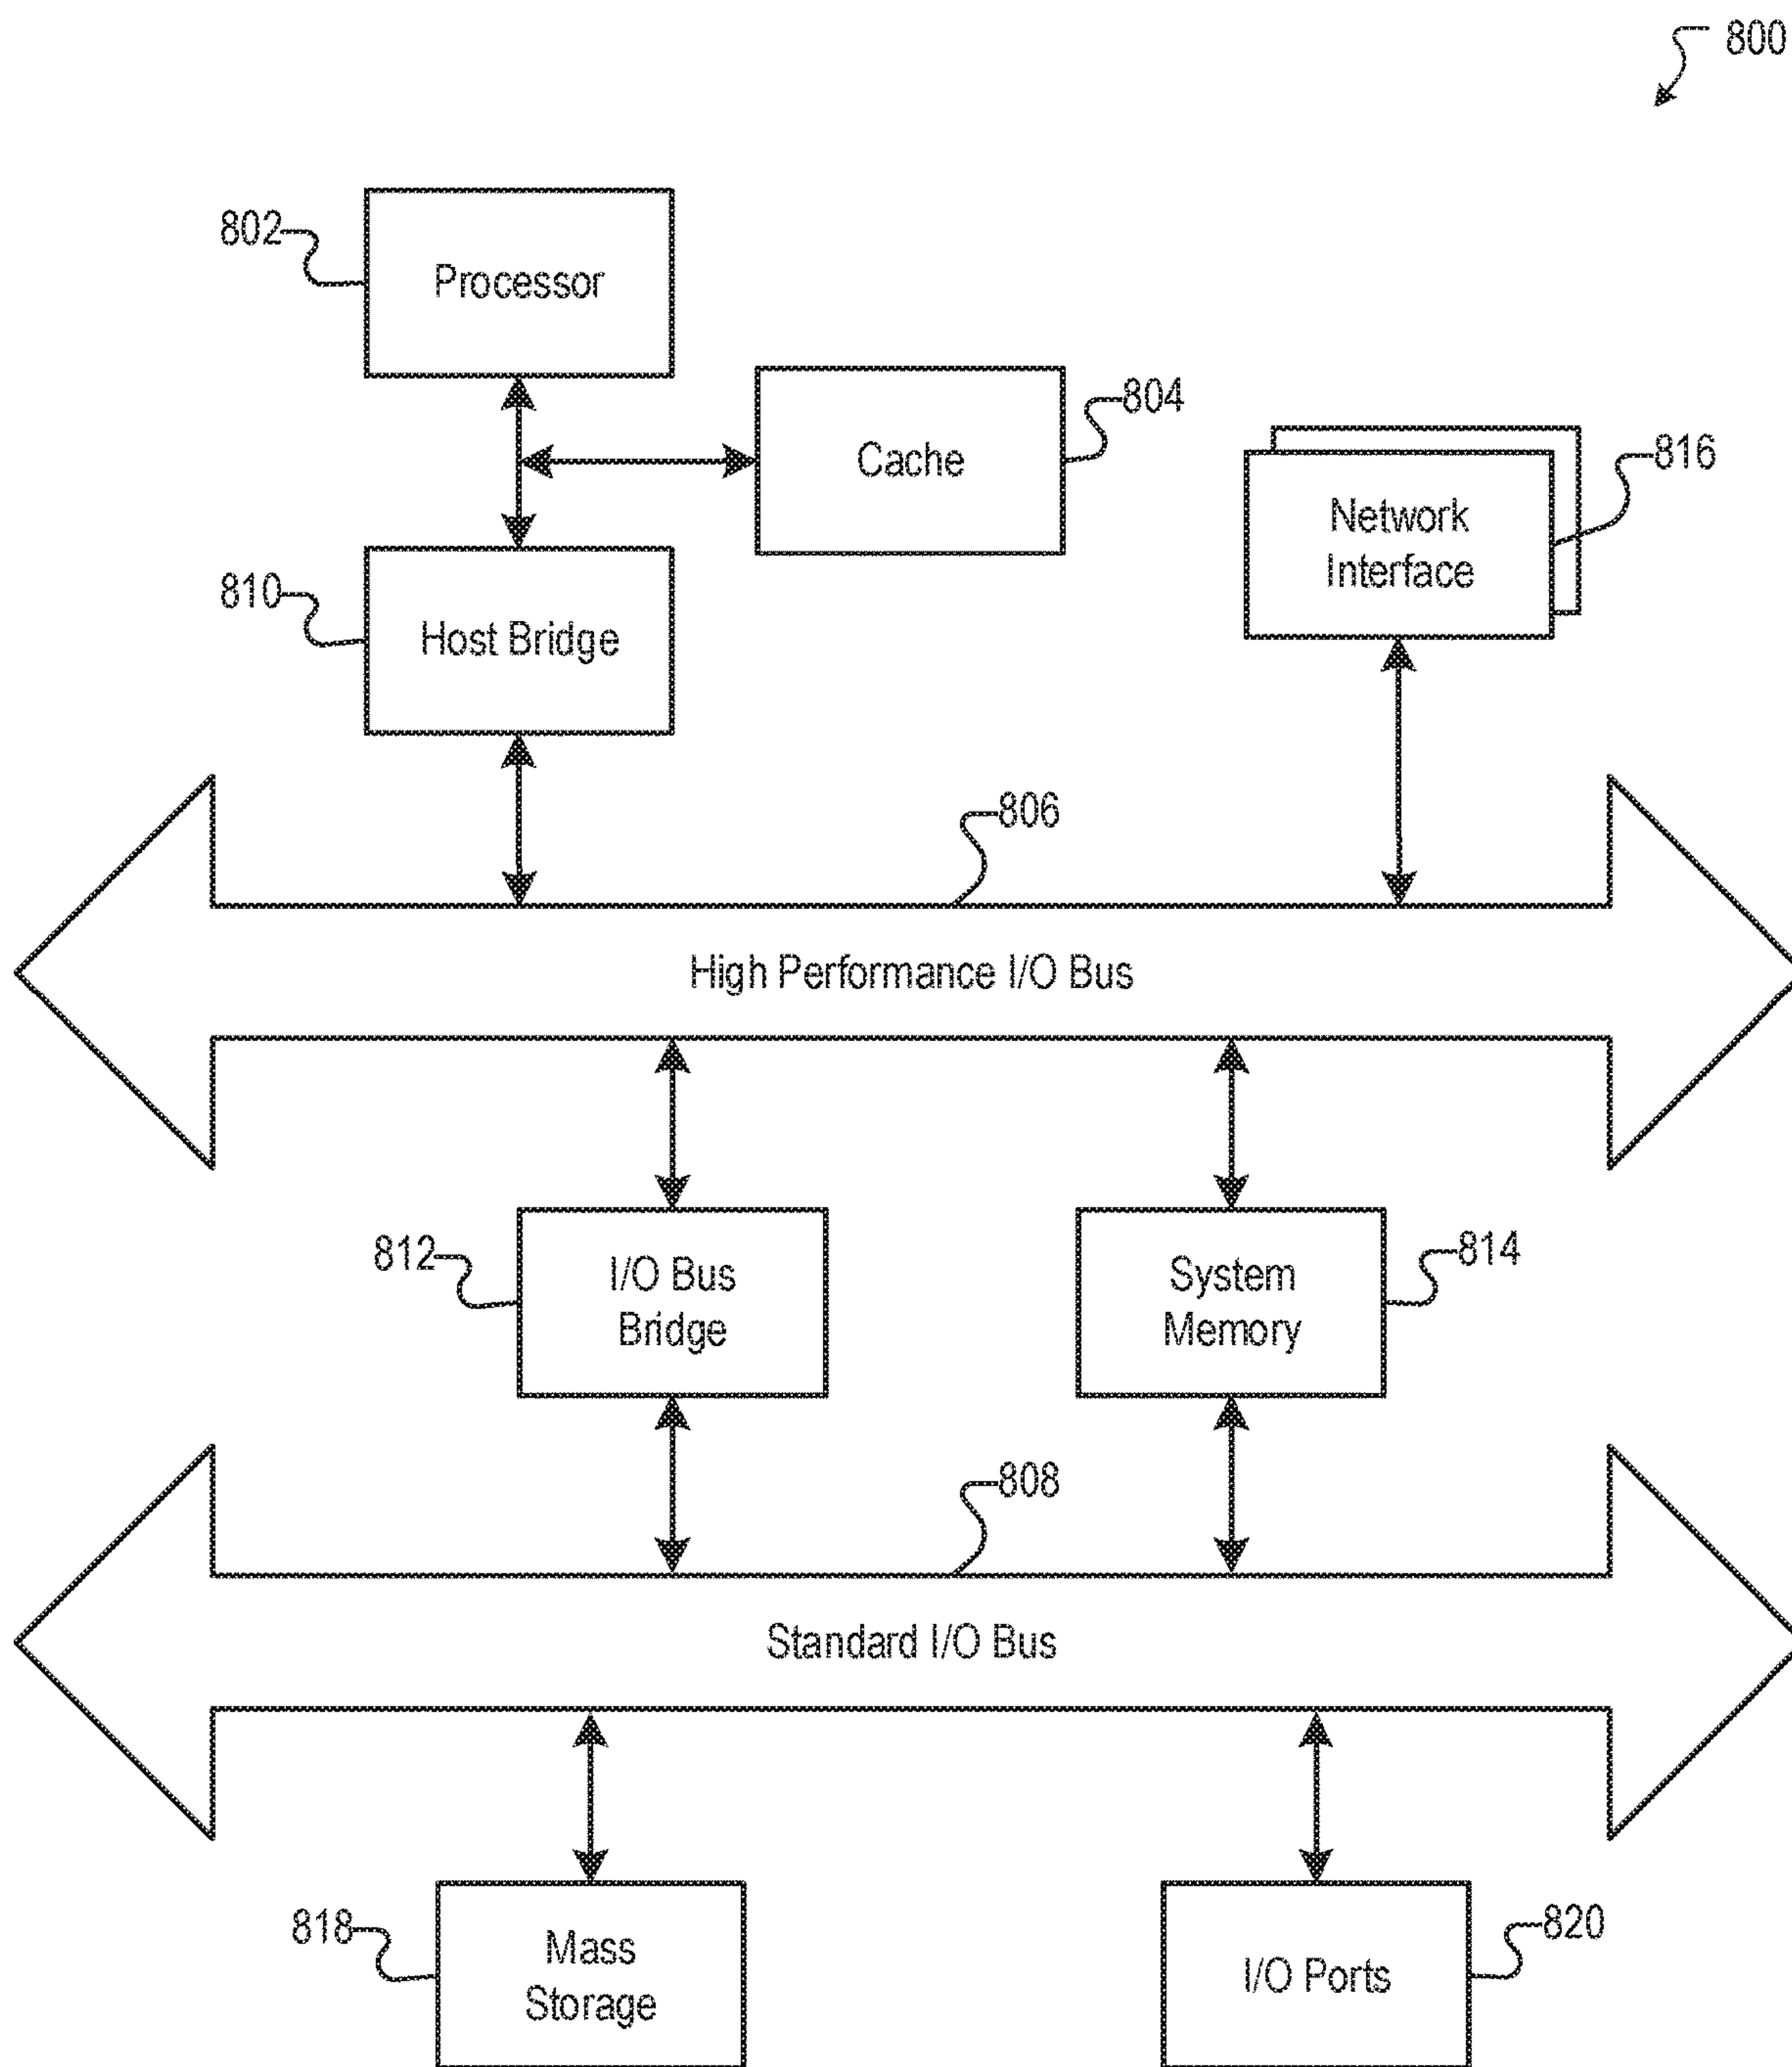 800
802
Processor
804
Cache
816
Network
Interface
810
Host Bridge
806
High Performance I/O Bus
812
I/O Bus
Bridge
814
System
Memory
808
Standard I/O Bus
818
Mass
Storage
820
I/O Ports